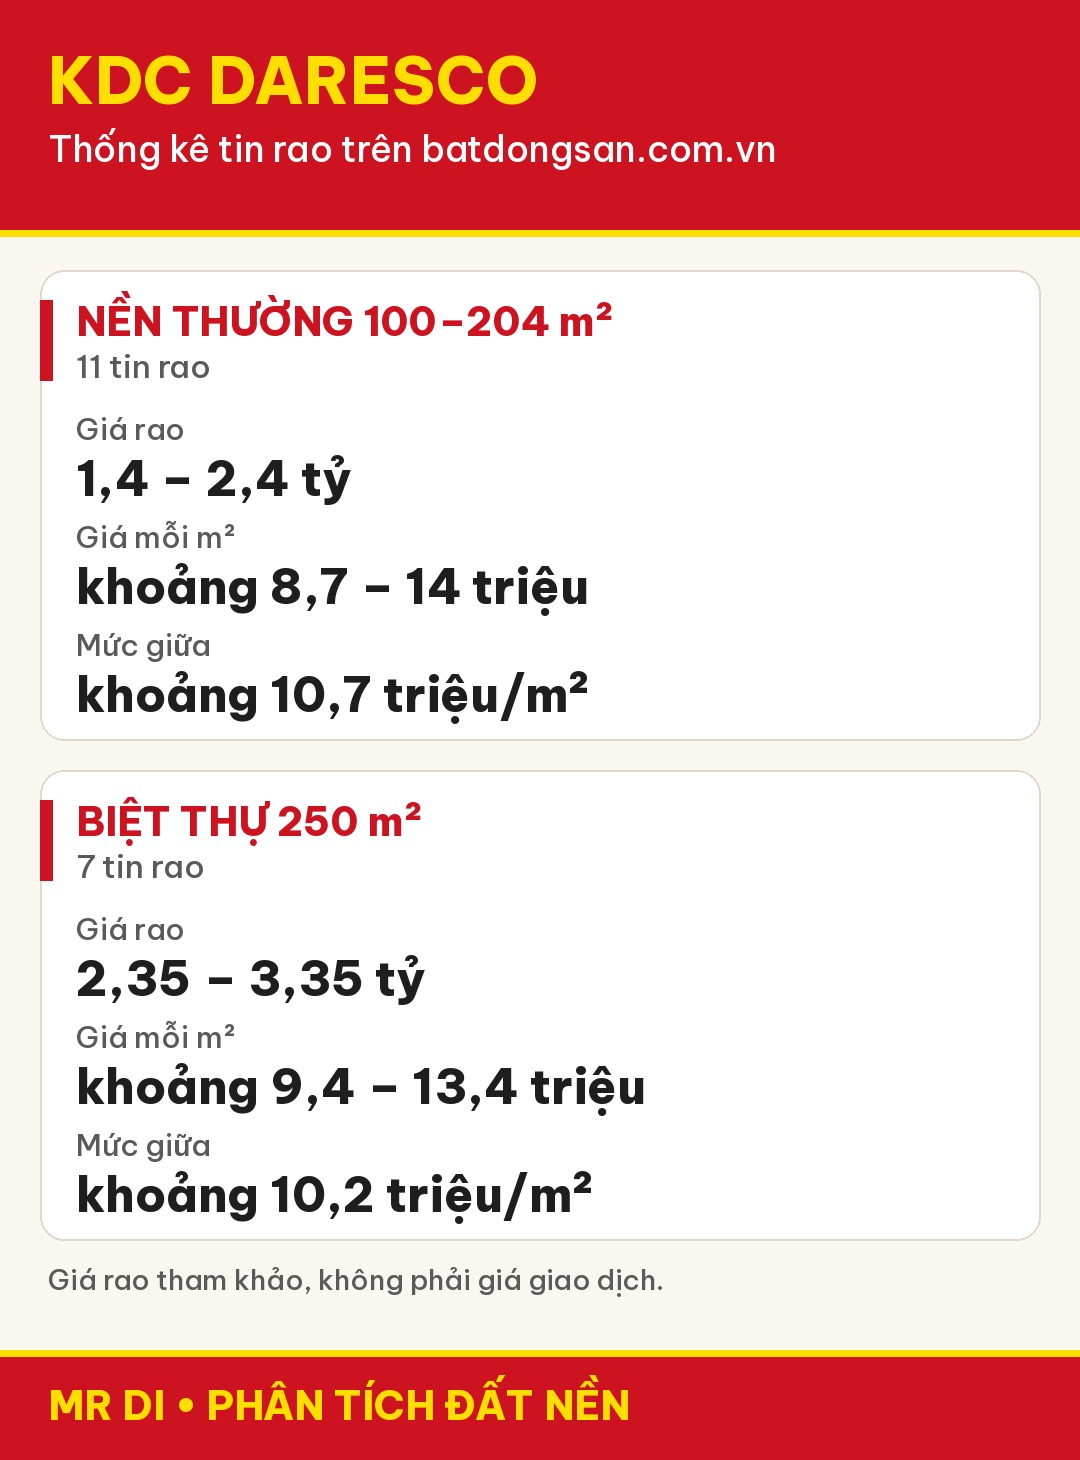 KDC DARESCO
Thống kê tin rao trên batdongsan.com.vn
NỀN THƯỜNG 100–204 m²
11 tin rao
Giá rao
1,4 – 2,4 tỷ
Giá mỗi m²
khoảng 8,7 – 14 triệu
Mức giữa
khoảng 10,7 triệu/m²
BIỆT THỰ 250 m²
7 tin rao
Giá rao
2,35 – 3,35 tỷ
Giá mỗi m²
khoảng 9,4 – 13,4 triệu
Mức giữa
khoảng 10,2 triệu/m²
Giá rao tham khảo, không phải giá giao dịch.
MR DI • PHÂN TÍCH ĐẤT NỀN